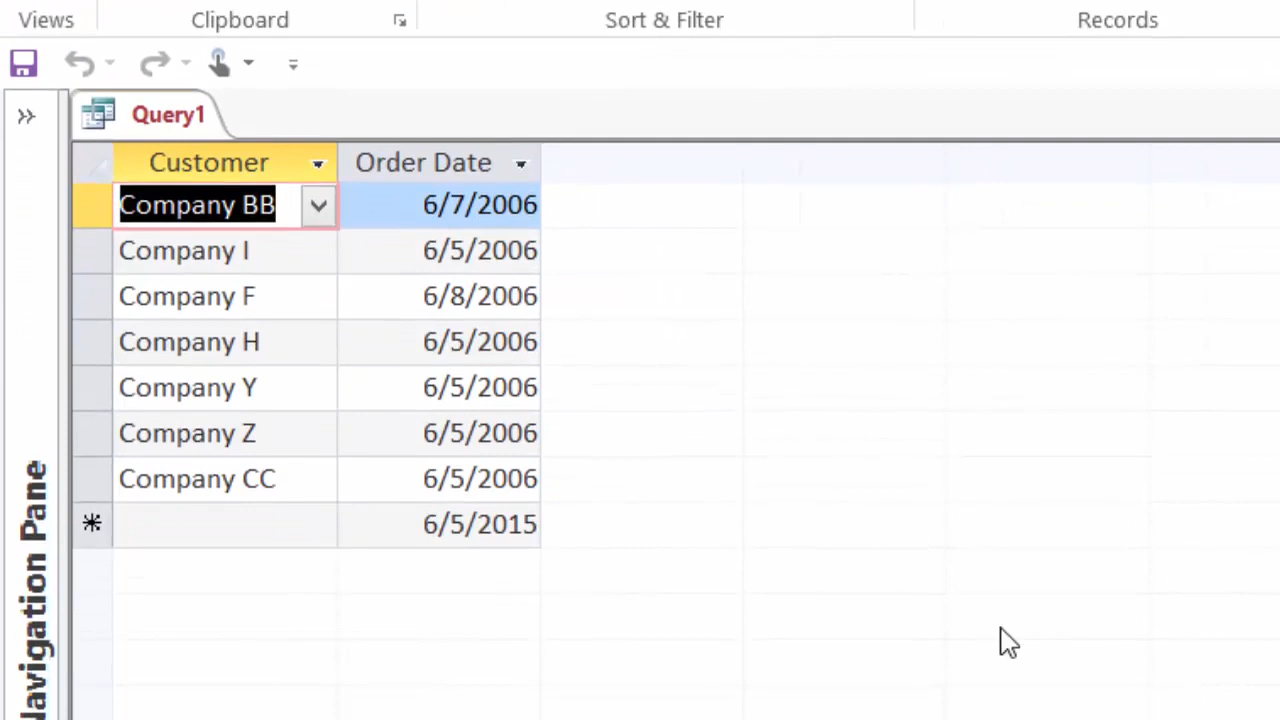 Views Clipboard Sort & Filter Records
Query1
Customer Order Date
Company BB 6/7/2006
Company I 6/5/2006
Company F 6/8/2006
Company H 6/5/2006
Company Y 6/5/2006
Company Z 6/5/2006
Company CC 6/5/2006
6/5/2015
Navigation Pane